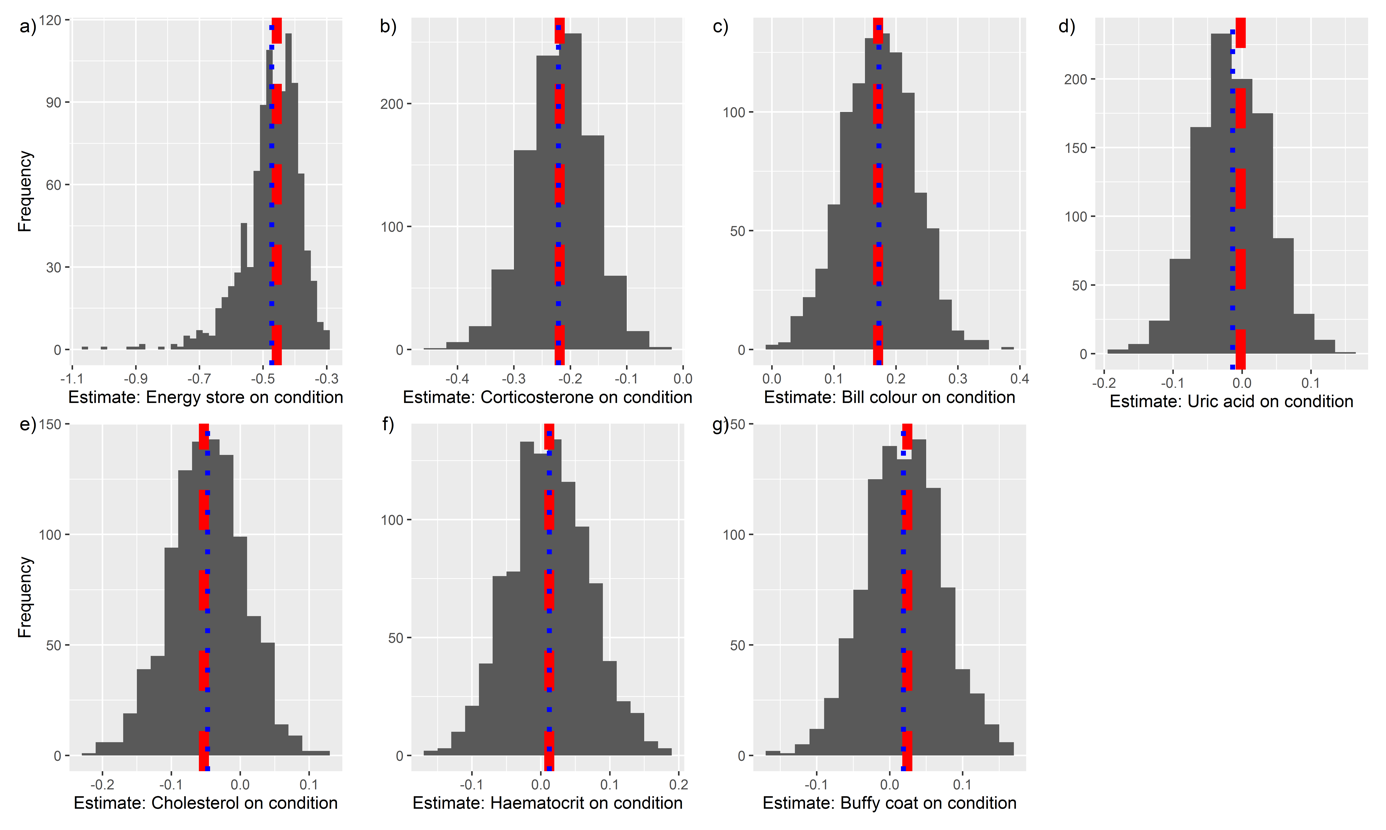 a)
120
90
60
30
0
Frequency
-1.1 -0.9 -0.7 -0.5 -0.3
Estimate: Energy store on condition
b)
200
100
0
-0.4 -0.3 -0.2 -0.1 0.0
Estimate: Corticosterone on condition
c)
100
50
0
0.0 0.1 0.2 0.3 0.4
Estimate: Bill colour on condition
d)
200
150
100
50
0
-0.2 -0.1 0.0 0.1
Estimate: Uric acid on condition
e)
150
100
50
0
Frequency
-0.2 -0.1 0.0 0.1
Estimate: Cholesterol on condition
f)
100
50
0
-0.1 0.0 0.1 0.2
Estimate: Haematocrit on condition
g)
150
100
50
0
-0.1 0.0 0.1
Estimate: Buffy coat on condition